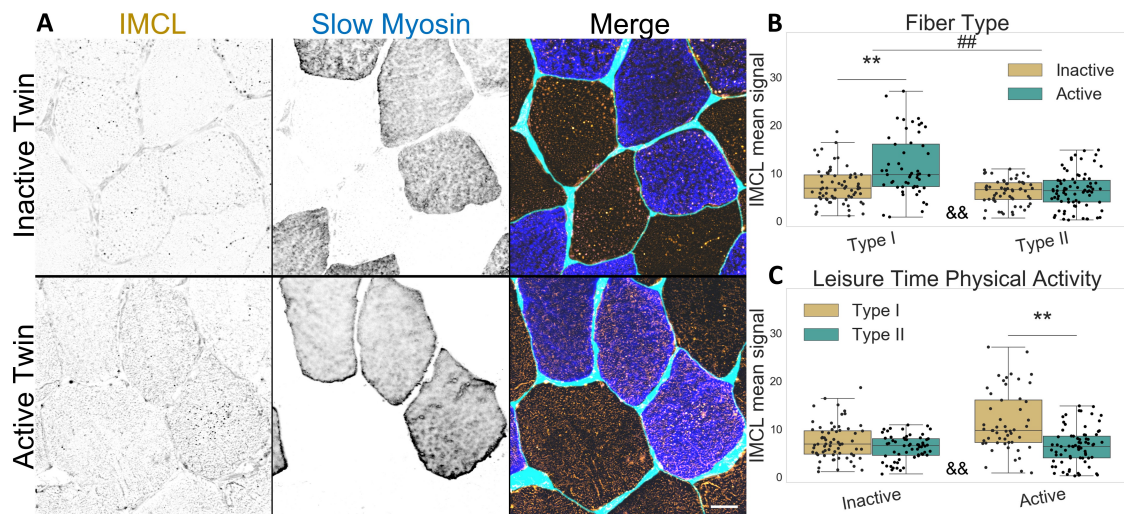 A
IMCL
Slow Myosin
Merge
Inactive Twin
Active Twin
B
Fiber Type
##
**
Inactive
Active
IMCL mean signal
30
20
10
0
&&
Type I
Type II
C
Leisure Time Physical Activity
Type I
Type II
**
IMCL mean signal
30
20
10
0
&&
Inactive
Active